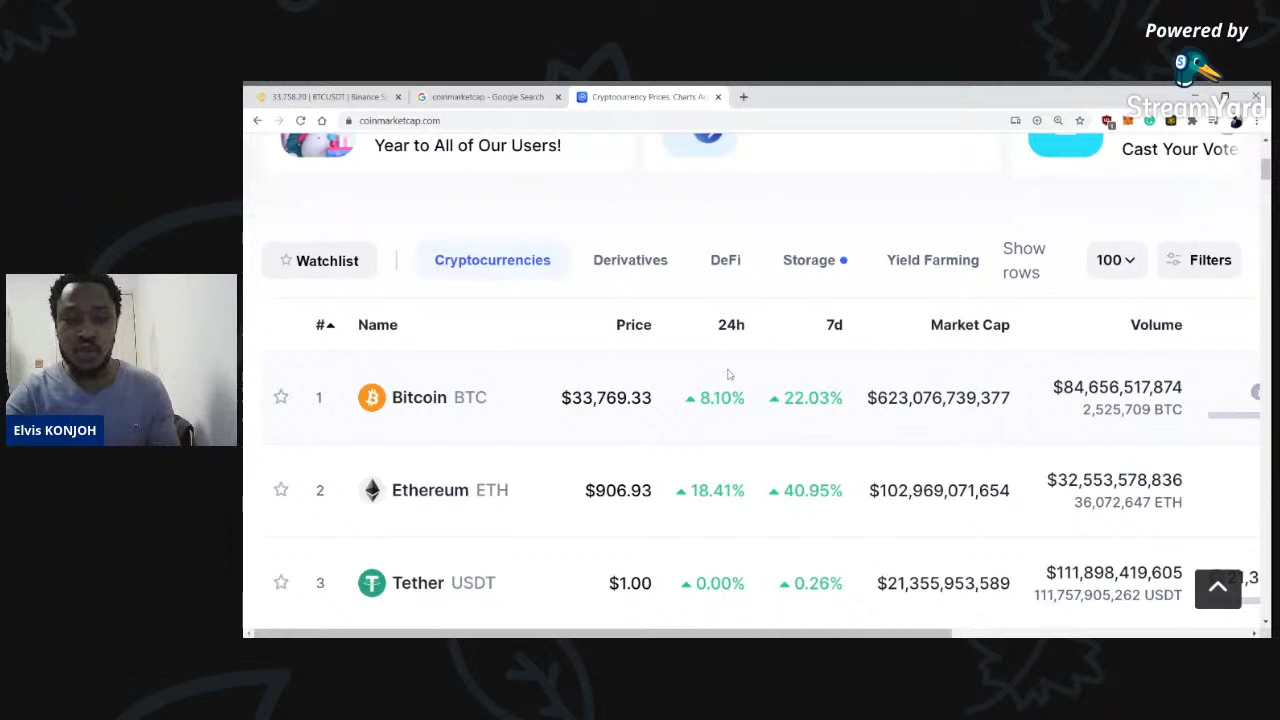 Powered by
StreamYard
33,758.20 | BTCUSDT | Binance S
coinmarketcap - Google Search
Cryptocurrency Prices, Charts An
coinmarketcap.com
Year to All of Our Users!
Cast Your Vote
Watchlist
Cryptocurrencies
Derivatives
DeFi
Storage
Yield Farming
Show
rows
100
Filters
# Name Price 24h 7d Market Cap Volume
1 Bitcoin BTC $33,769.33 8.10% 22.03% $623,076,739,377 $84,656,517,874
2,525,709 BTC
2 Ethereum ETH $906.93 18.41% 40.95% $102,969,071,654 $32,553,578,836
36,072,647 ETH
3 Tether USDT $1.00 0.00% 0.26% $21,355,953,589 $111,898,419,605
111,757,905,262 USDT
Elvis KONJOH